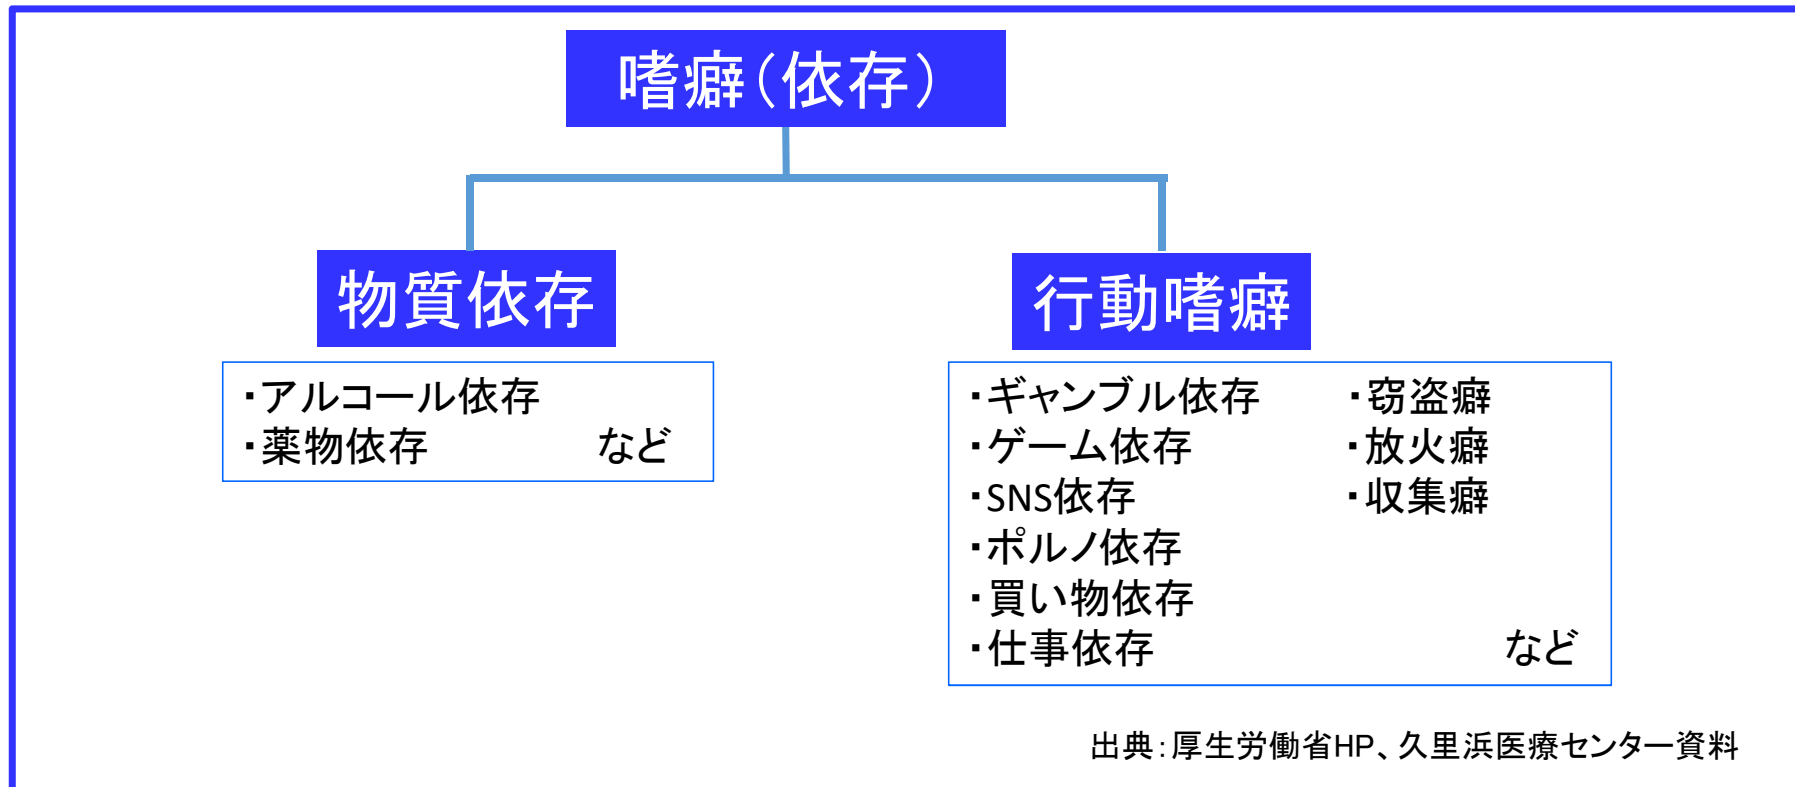 嗜癖(依存)
物質依存
・アルコール依存
・薬物依存 など
行動嗜癖
・ギャンブル依存 ・窃盗癖
・ゲーム依存 ・放火癖
・SNS依存 ・収集癖
・ポルノ依存
・買い物依存
・仕事依存 など
出典:厚生労働省HP、久里浜医療センター資料